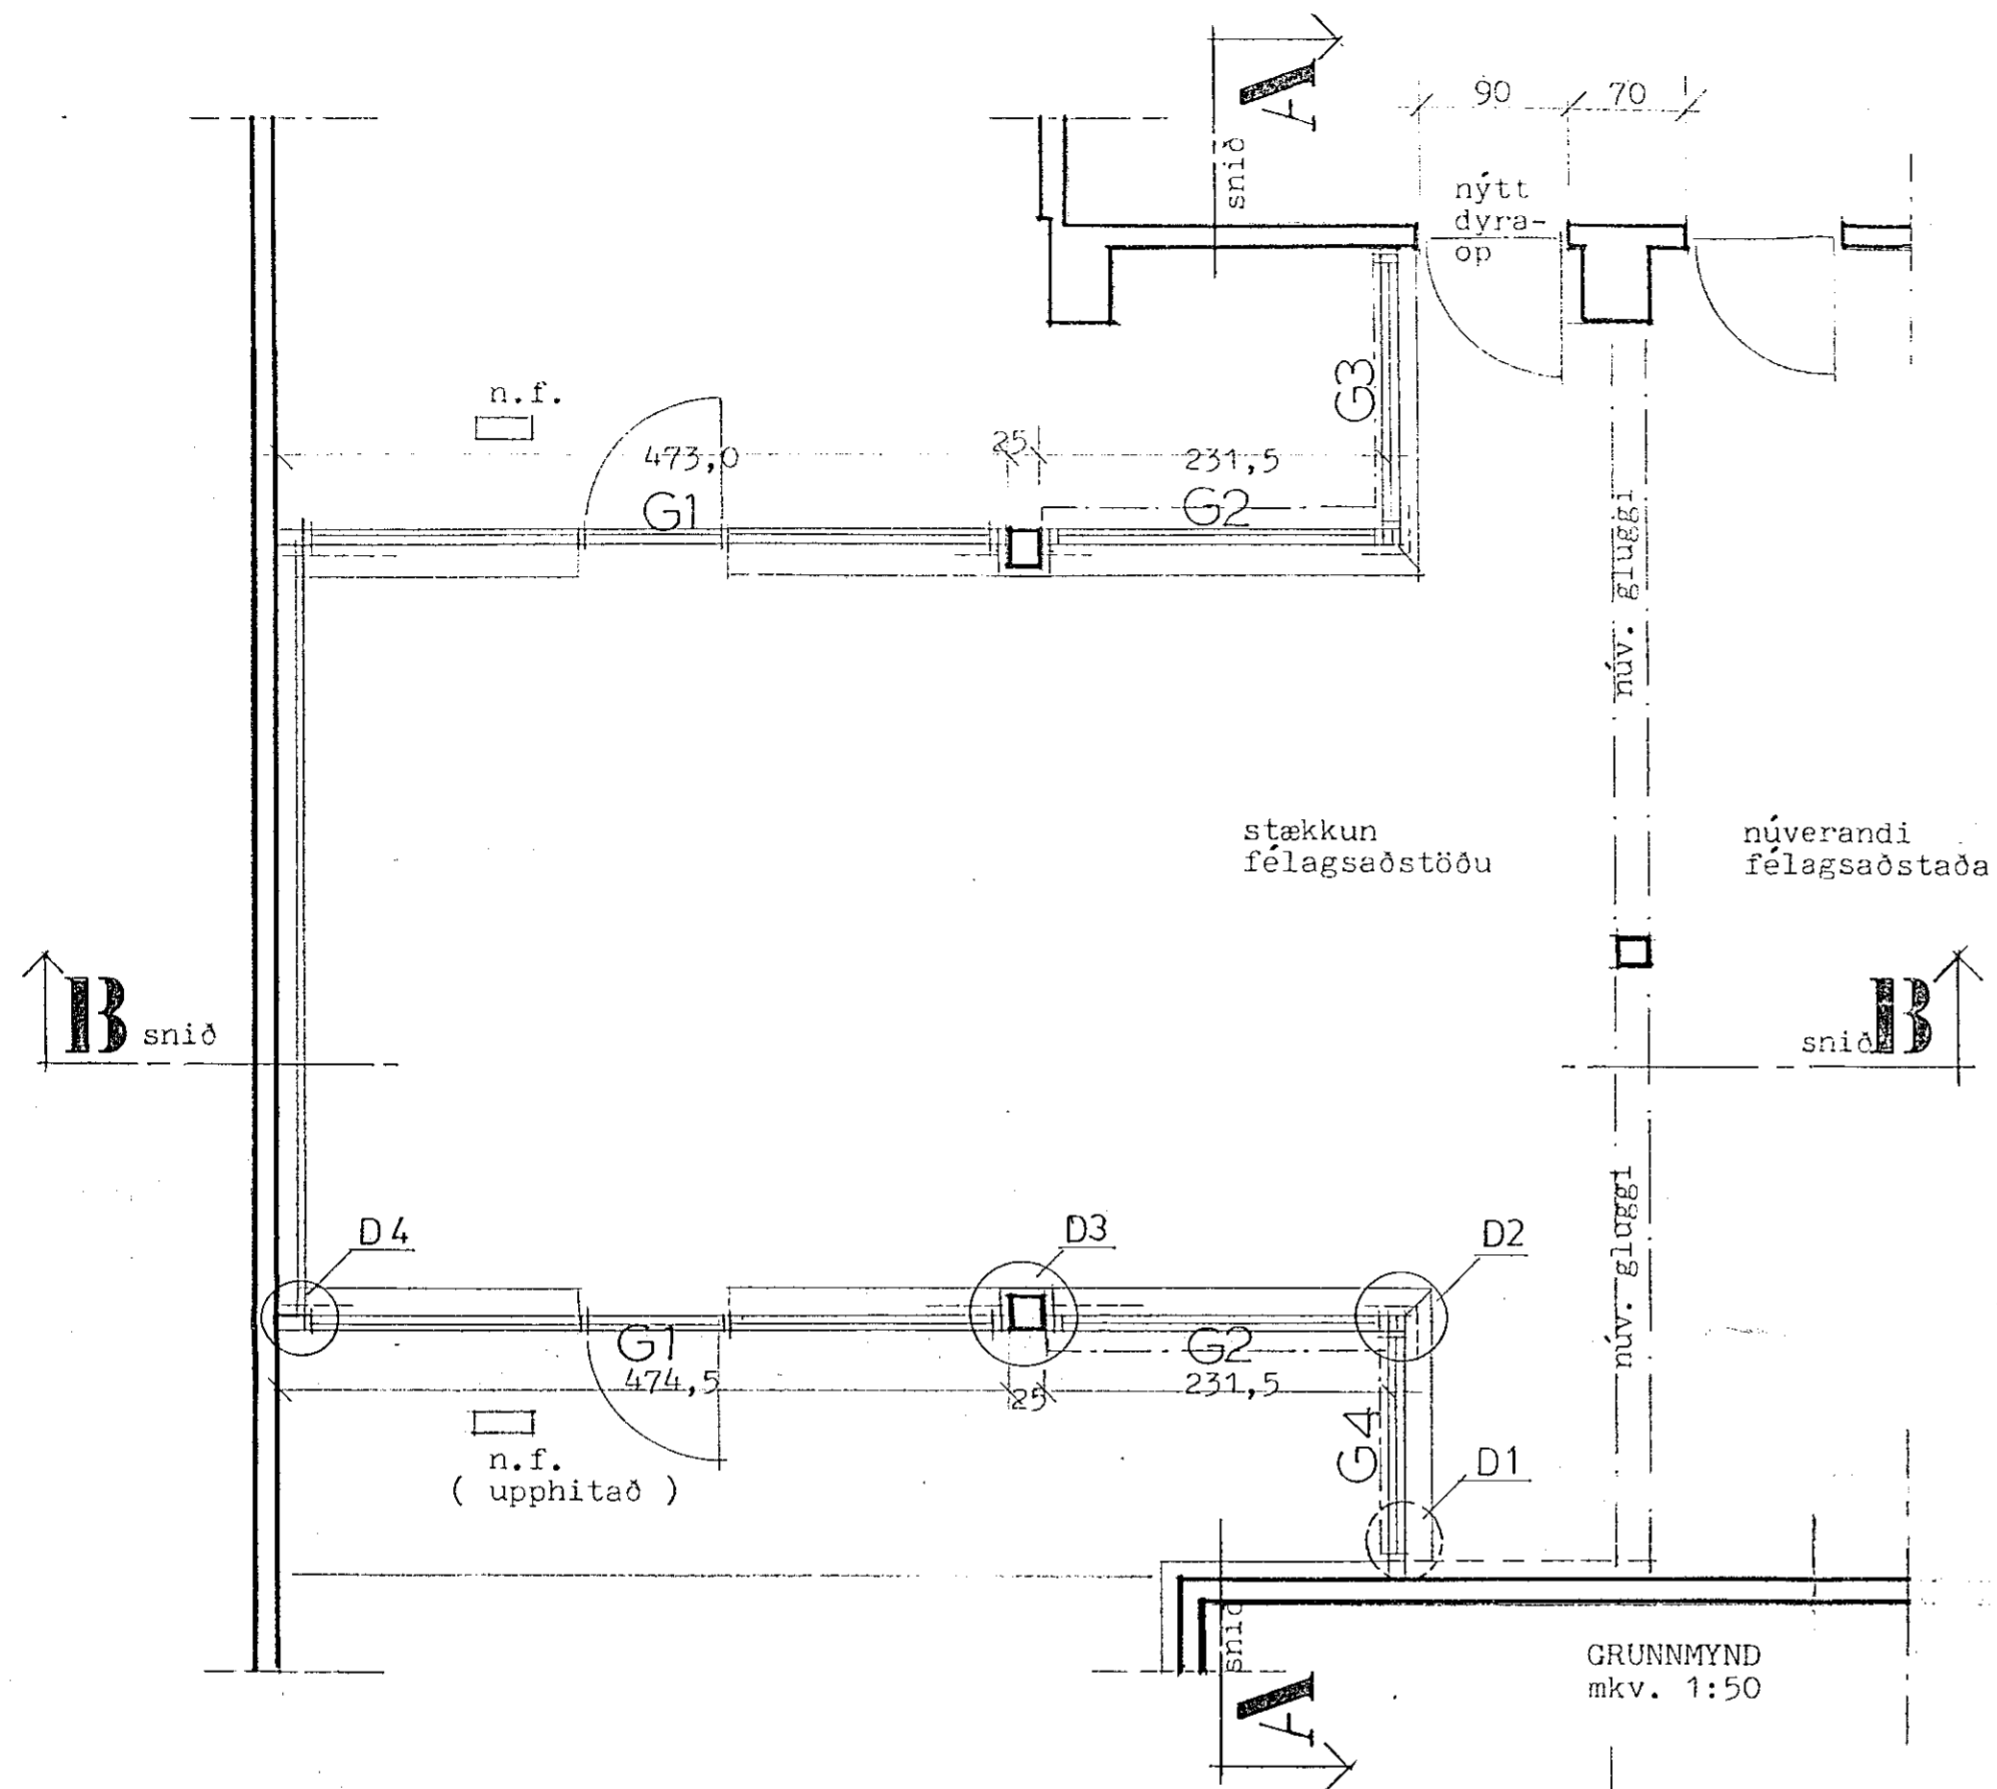 A
snið
90
70
nýtt
dyra-
op
n.f.
G3
473,0
25
231,5
G1
G2
núv. gluggi
stækkun
félagsaðstöðu
núverandi
félagsaðstaða
B snið
snið B
D4
D3
D2
núv. gluggi
G1
G2
474,5
25
231,5
n.f.
( upphitað )
G4
D1
snið
A
GRUNNMYND
mkv. 1:50